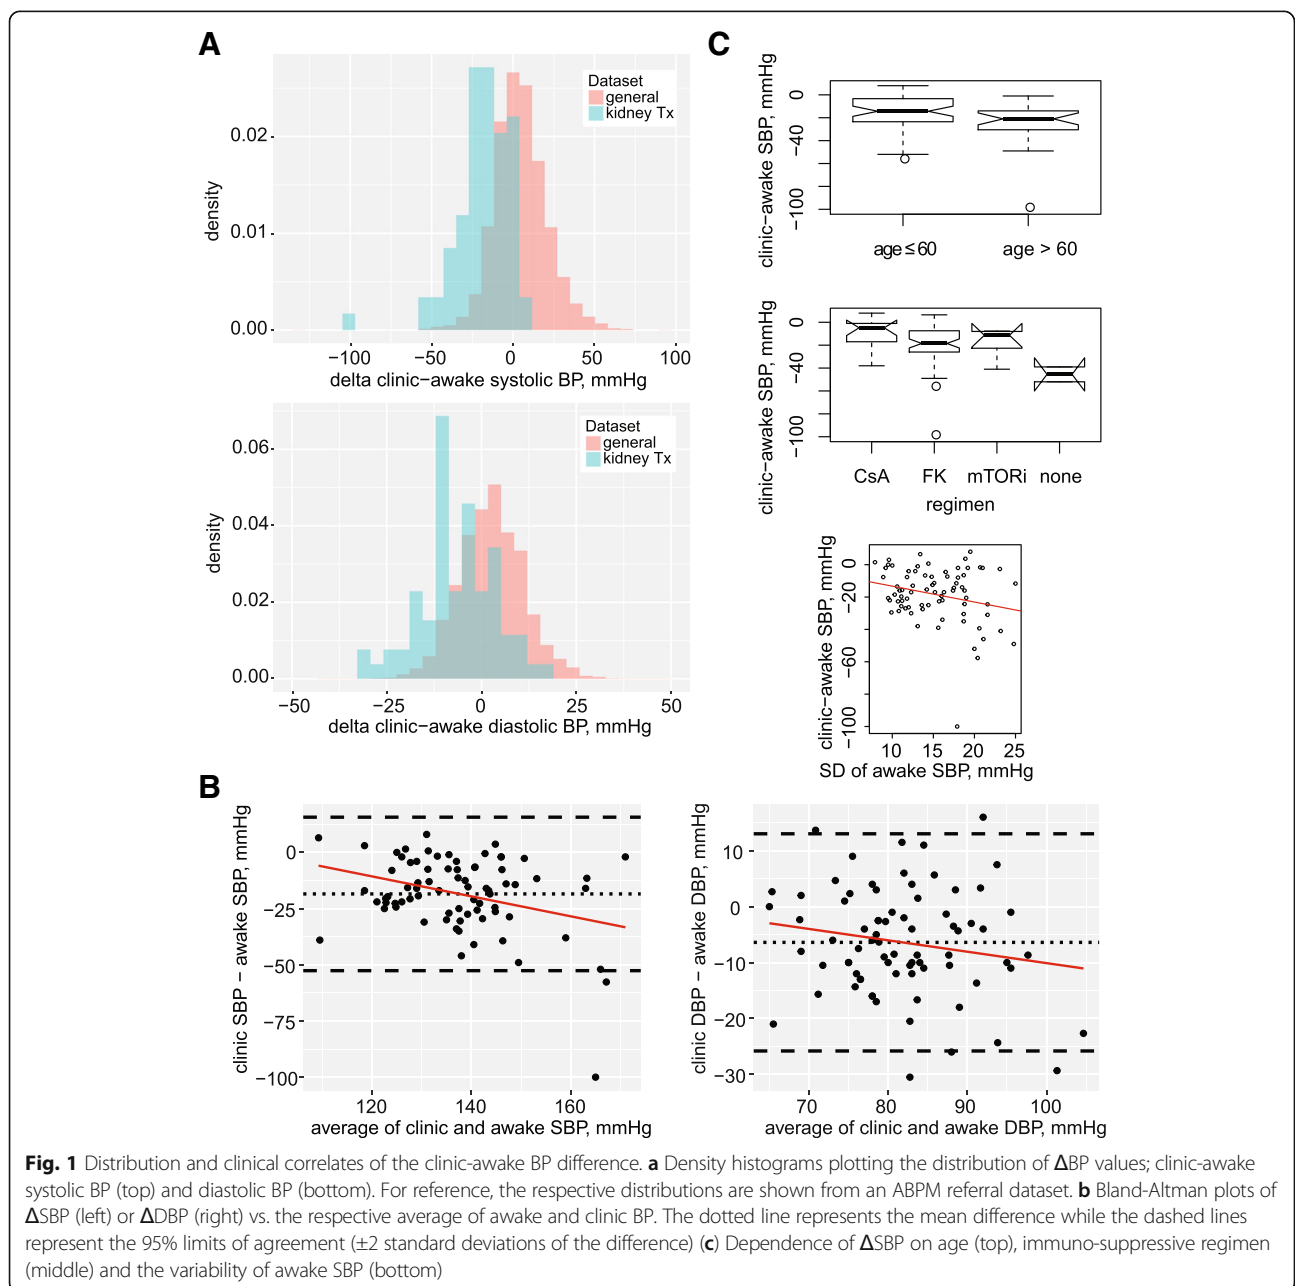 A
Dataset
general
kidney Tx
density
0.02
0.01
0.00
−100 −50 0 50 100
delta clinic−awake systolic BP, mmHg
Dataset
general
kidney Tx
density
0.06
0.04
0.02
0.00
−50 −25 0 25 50
delta clinic−awake diastolic BP, mmHg
C
clinic−awake SBP, mmHg
0
−40
−100
age ≤ 60 age > 60
clinic−awake SBP, mmHg
0
−40
−100
CsA FK mTORi none
regimen
clinic−awake SBP, mmHg
0
−20
−60
−100
10 15 20 25
SD of awake SBP, mmHg
B
clinic SBP − awake SBP, mmHg
0
−25
−50
−75
−100
120 140 160
average of clinic and awake SBP, mmHg
clinic DBP − awake DBP, mmHg
10
0
−10
−20
−30
70 80 90 100
average of clinic and awake DBP, mmHg
Fig. 1 Distribution and clinical correlates of the clinic-awake BP difference. a Density histograms plotting the distribution of ΔBP values; clinic-awake
systolic BP (top) and diastolic BP (bottom). For reference, the respective distributions are shown from an ABPM referral dataset. b Bland-Altman plots of
ΔSBP (left) or ΔDBP (right) vs. the respective average of awake and clinic BP. The dotted line represents the mean difference while the dashed lines
represent the 95% limits of agreement (±2 standard deviations of the difference) (c) Dependence of ΔSBP on age (top), immuno-suppressive regimen
(middle) and the variability of awake SBP (bottom)